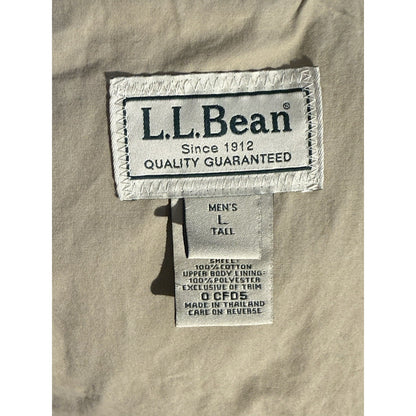 L.L.Bean®
Since 1912
QUALITY GUARANTEED
MEN'S
L
TALL
SHELL:
100% COTTON
UPPER BODY LINING:
100% POLYESTER
EXCLUSIVE OF TRIM
0 CFD5
MADE IN THAILAND
CARE ON REVERSE